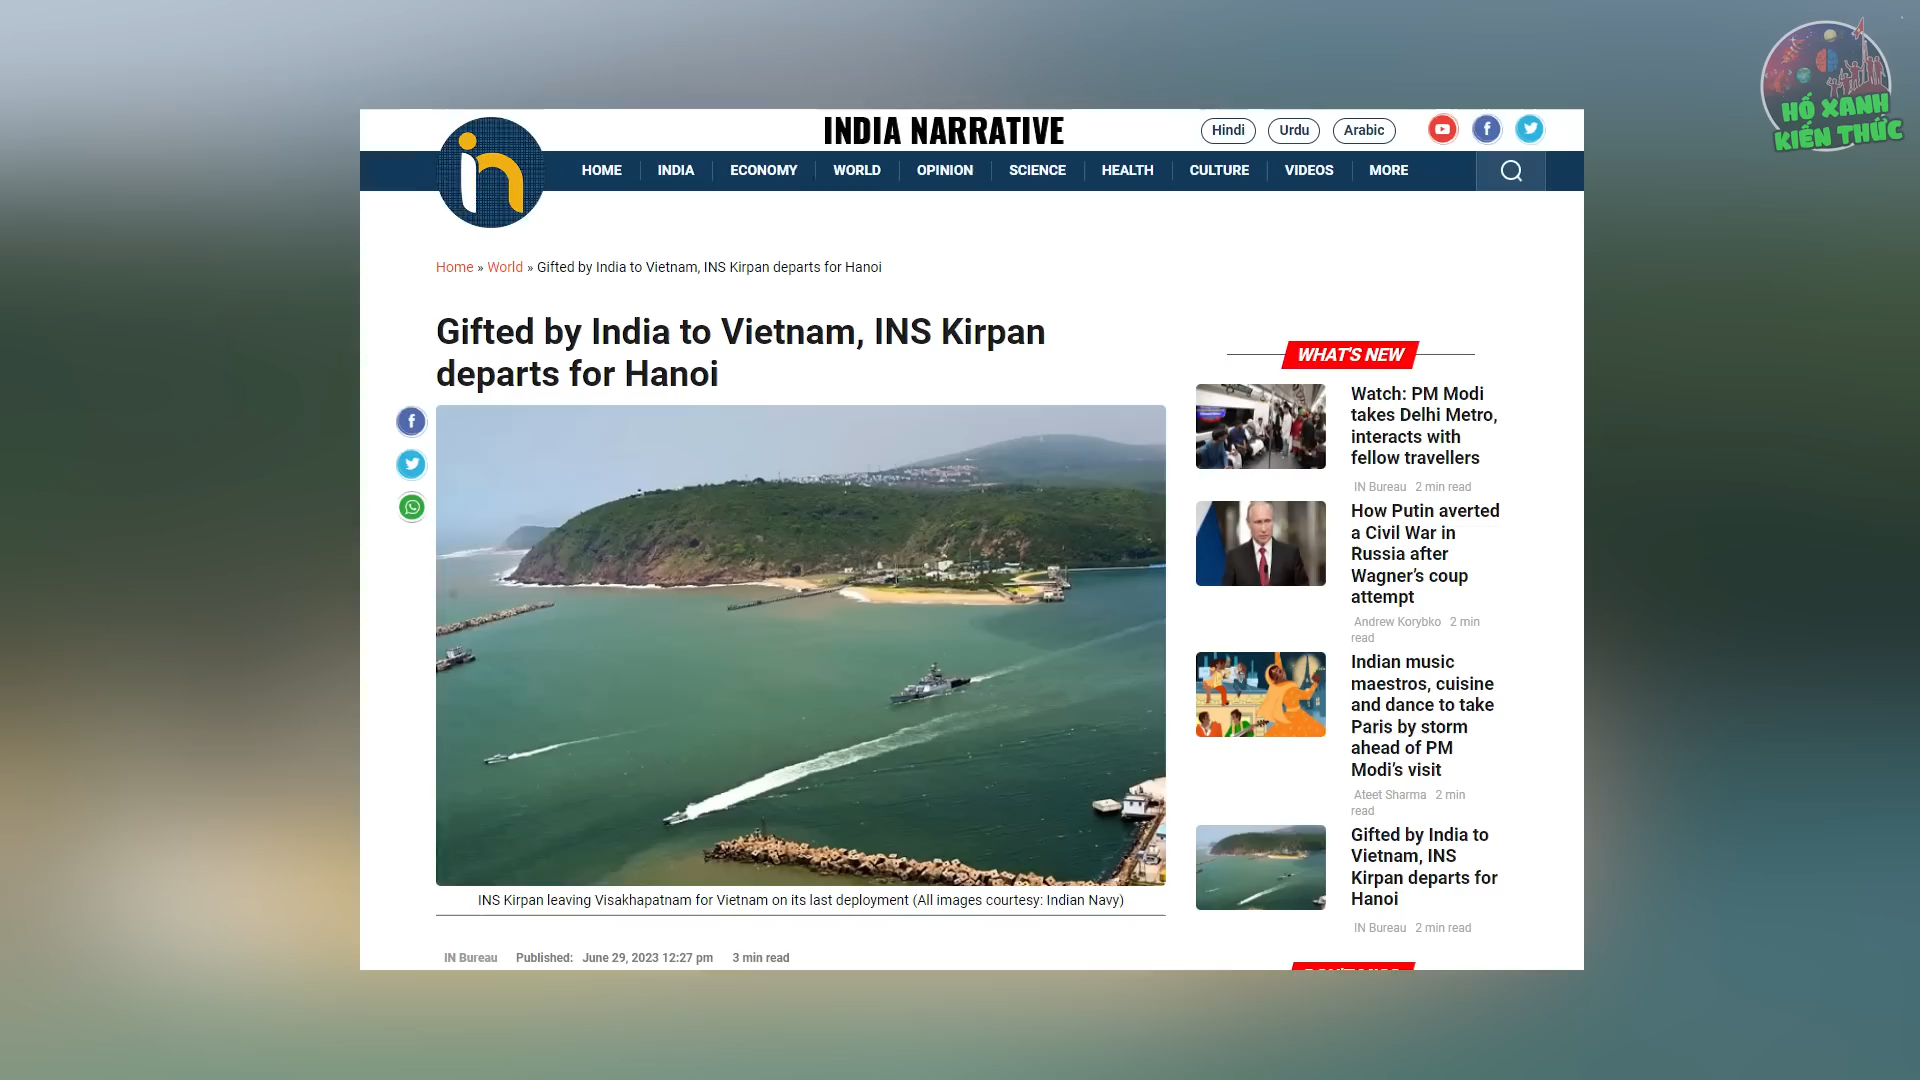 HỐ XANH
KIẾN THỨC
INDIA NARRATIVE
Hindi
Urdu
Arabic
in
HOME
INDIA
ECONOMY
WORLD
OPINION
SCIENCE
HEALTH
CULTURE
VIDEOS
MORE
Home » World » Gifted by India to Vietnam, INS Kirpan departs for Hanoi
Gifted by India to Vietnam, INS Kirpan
departs for Hanoi
INS Kirpan leaving Visakhapatnam for Vietnam on its last deployment (All images courtesy: Indian Navy)
IN Bureau Published: June 29, 2023 12:27 pm 3 min read
WHAT'S NEW
Watch: PM Modi
takes Delhi Metro,
interacts with
fellow travellers
IN Bureau 2 min read
How Putin averted
a Civil War in
Russia after
Wagner’s coup
attempt
Andrew Korybko 2 min
read
Indian music
maestros, cuisine
and dance to take
Paris by storm
ahead of PM
Modi’s visit
Ateet Sharma 2 min
read
Gifted by India to
Vietnam, INS
Kirpan departs for
Hanoi
IN Bureau 2 min read